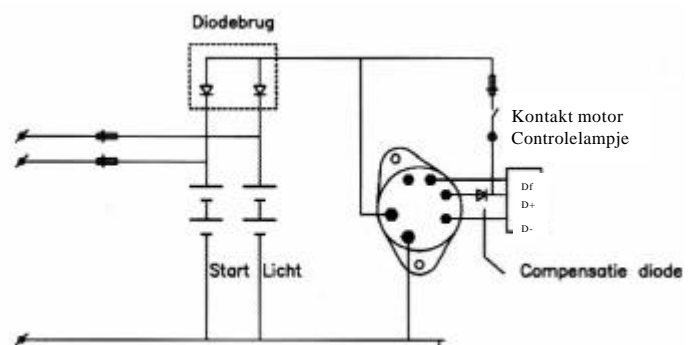 Diodebrug
Kontakt motor
Controlelampje
Df
D+
D-
Start Licht
Compensatie diode